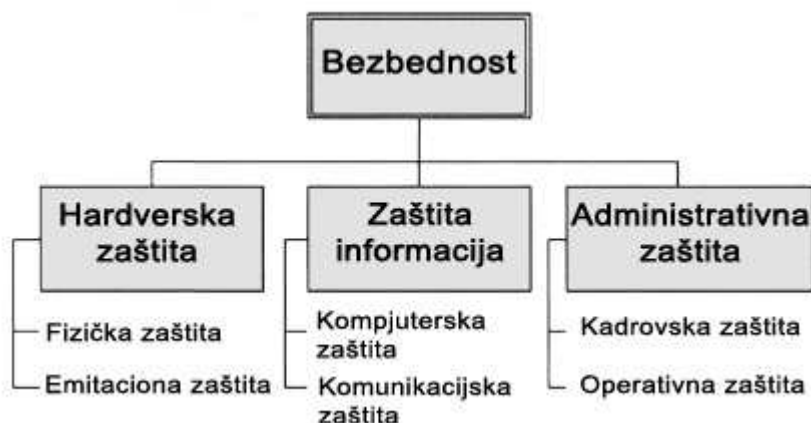 Bezbednost
Hardverska
zaštita
Fizička zaštita
Emitaciona zaštita
Zaštita
informacija
Kompjuterska
zaštita
Komunikacijska
zaštita
Administrativna
zaštita
Kadrovska zaštita
Operativna zaštita